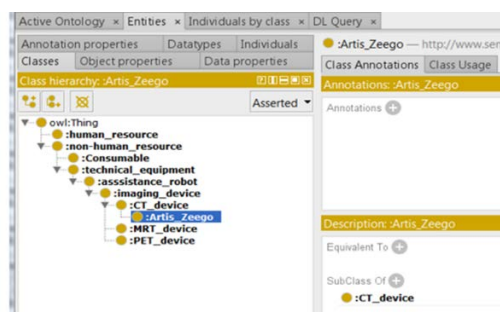 Active Ontology × Entities × Individuals by class × DL Query ×
Annotation properties Datatypes Individuals
Classes Object properties Data properties
Class hierarchy: :Artis_Zeego
Asserted
owl:Thing
:human_resource
:non-human_resource
:Consumable
:technical_equipment
:asssistance_robot
:imaging_device
:CT_device
:Artis_Zeego
:MRT_device
:PET_device
:Artis_Zeego — http://www.sem
Class Annotations Class Usage
Annotations: :Artis_Zeego
Annotations
Description: :Artis_Zeego
Equivalent To
SubClass Of
:CT_device